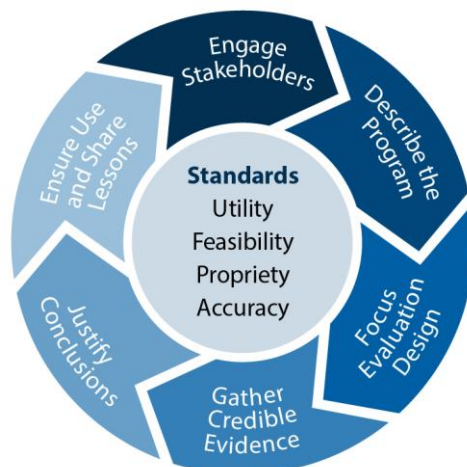 Engage
Stakeholders
Describe the
Program
Focus
Evaluation
Design
Gather
Credible
Evidence
Justify
Conclusions
Ensure Use
and Share
Lessons
Standards
Utility
Feasibility
Propriety
Accuracy